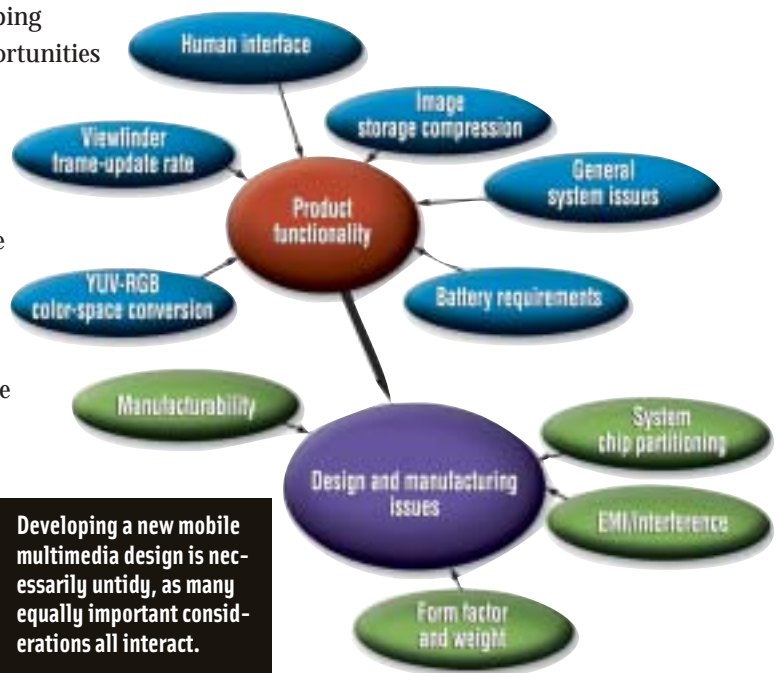 ping
ortunities
Human interface
Image
storage compression
Viewfinder
frame-update rate
General
system issues
Product
functionality
e
YUV-RGB
color-space conversion
Battery requirements
e
Manufacturability
System
chip partitioning
Design and manufacturing
issues
EMI/interference
Developing a new mobile
multimedia design is nec-
essarily untidy, as many
equally important consid-
erations all interact.
Form factor
and weight